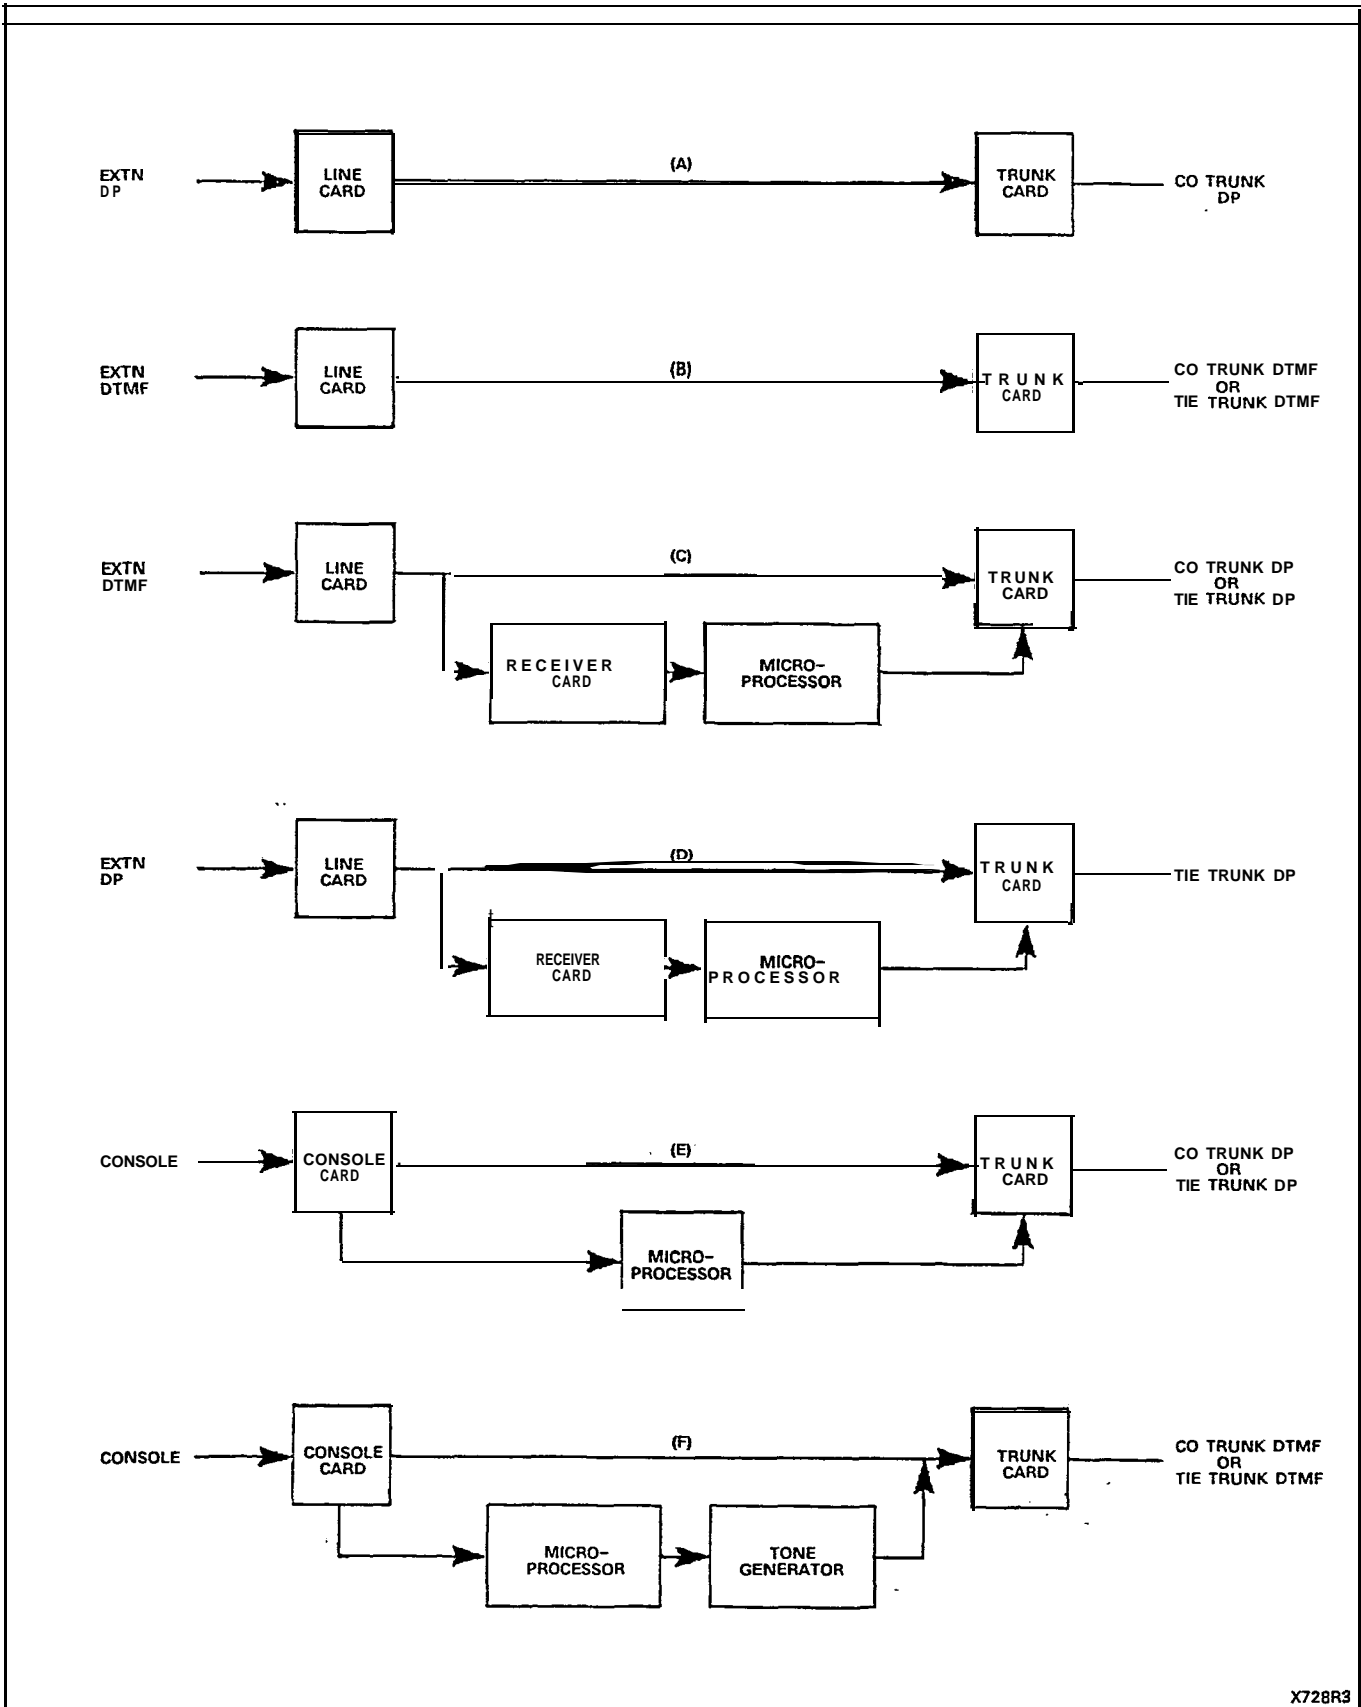 (A)
EXTN
DP
LINE
CARD
TRUNK
CARD
CO TRUNK
DP
(B)
EXTN
DTMF
LINE
CARD
TRUNK
CARD
CO TRUNK DTMF
OR
TIE TRUNK DTMF
(C)
EXTN
DTMF
LINE
CARD
TRUNK
CARD
CO TRUNK DP
OR
TIE TRUNK DP
RECEIVER
CARD
MICRO-
PROCESSOR
(D)
EXTN
DP
LINE
CARD
TRUNK
CARD
TIE TRUNK DP
RECEIVER
CARD
MICRO-
PROCESSOR
(E)
CONSOLE
CONSOLE
CARD
TRUNK
CARD
CO TRUNK DP
OR
TIE TRUNK DP
MICRO-
PROCESSOR
(F)
CONSOLE
CONSOLE
CARD
TRUNK
CARD
CO TRUNK DTMF
OR
TIE TRUNK DTMF
MICRO-
PROCESSOR
TONE
GENERATOR
X728R3